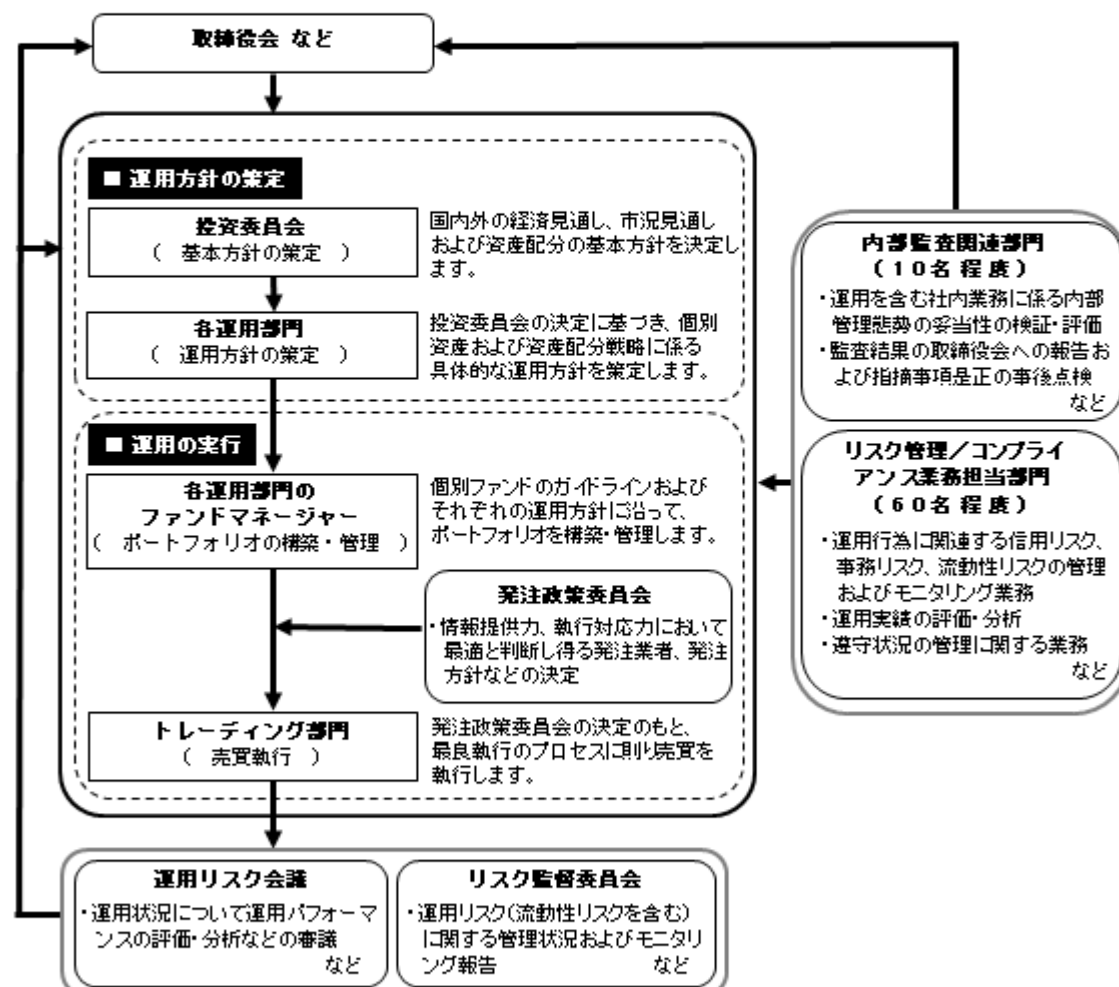 取締役会 など
■ 運用方針の策定
投資委員会
( 基本方針の策定 )
国内外の経済見通し、市況見通し
および資産配分の基本方針を決定し
ます。
各運用部門
( 運用方針の策定 )
投資委員会の決定に基づき、個別
資産および資産配分戦略に係る
具体的な運用方針を策定します。
■ 運用の実行
各運用部門の
ファンドマネージャー
( ポートフォリオの構築・管理 )
個別ファンドのガイドラインおよび
それぞれの運用方針に沿って、
ポートフォリオを構築・管理します。
発注政策委員会
・情報提供力、執行対応力において
最適と判断し得る発注業者、発注
方針などの決定
トレーディング部門
( 売買執行 )
発注政策委員会の決定のもと、
最良執行のプロセスに則り売買を
執行します。
内部監査関連部門
(10名程度)
・運用を含む社内業務に係る内部
管理態勢の妥当性の検証・評価
・監査結果の取締役会への報告お
よび指摘事項是正の事後点検
など
リスク管理/コンプライ
アンス業務担当部門
(60名程度)
・運用行為に関連する信用リスク、
事務リスク、流動性リスクの管理
およびモニタリング業務
・運用実績の評価・分析
・遵守状況の管理に関する業務
など
運用リスク会議
・運用状況について運用パフォーマ
ンスの評価・分析などの審議
など
リスク監督委員会
・運用リスク(流動性リスクを含む)
に関する管理状況およびモニタリ
ング報告 など